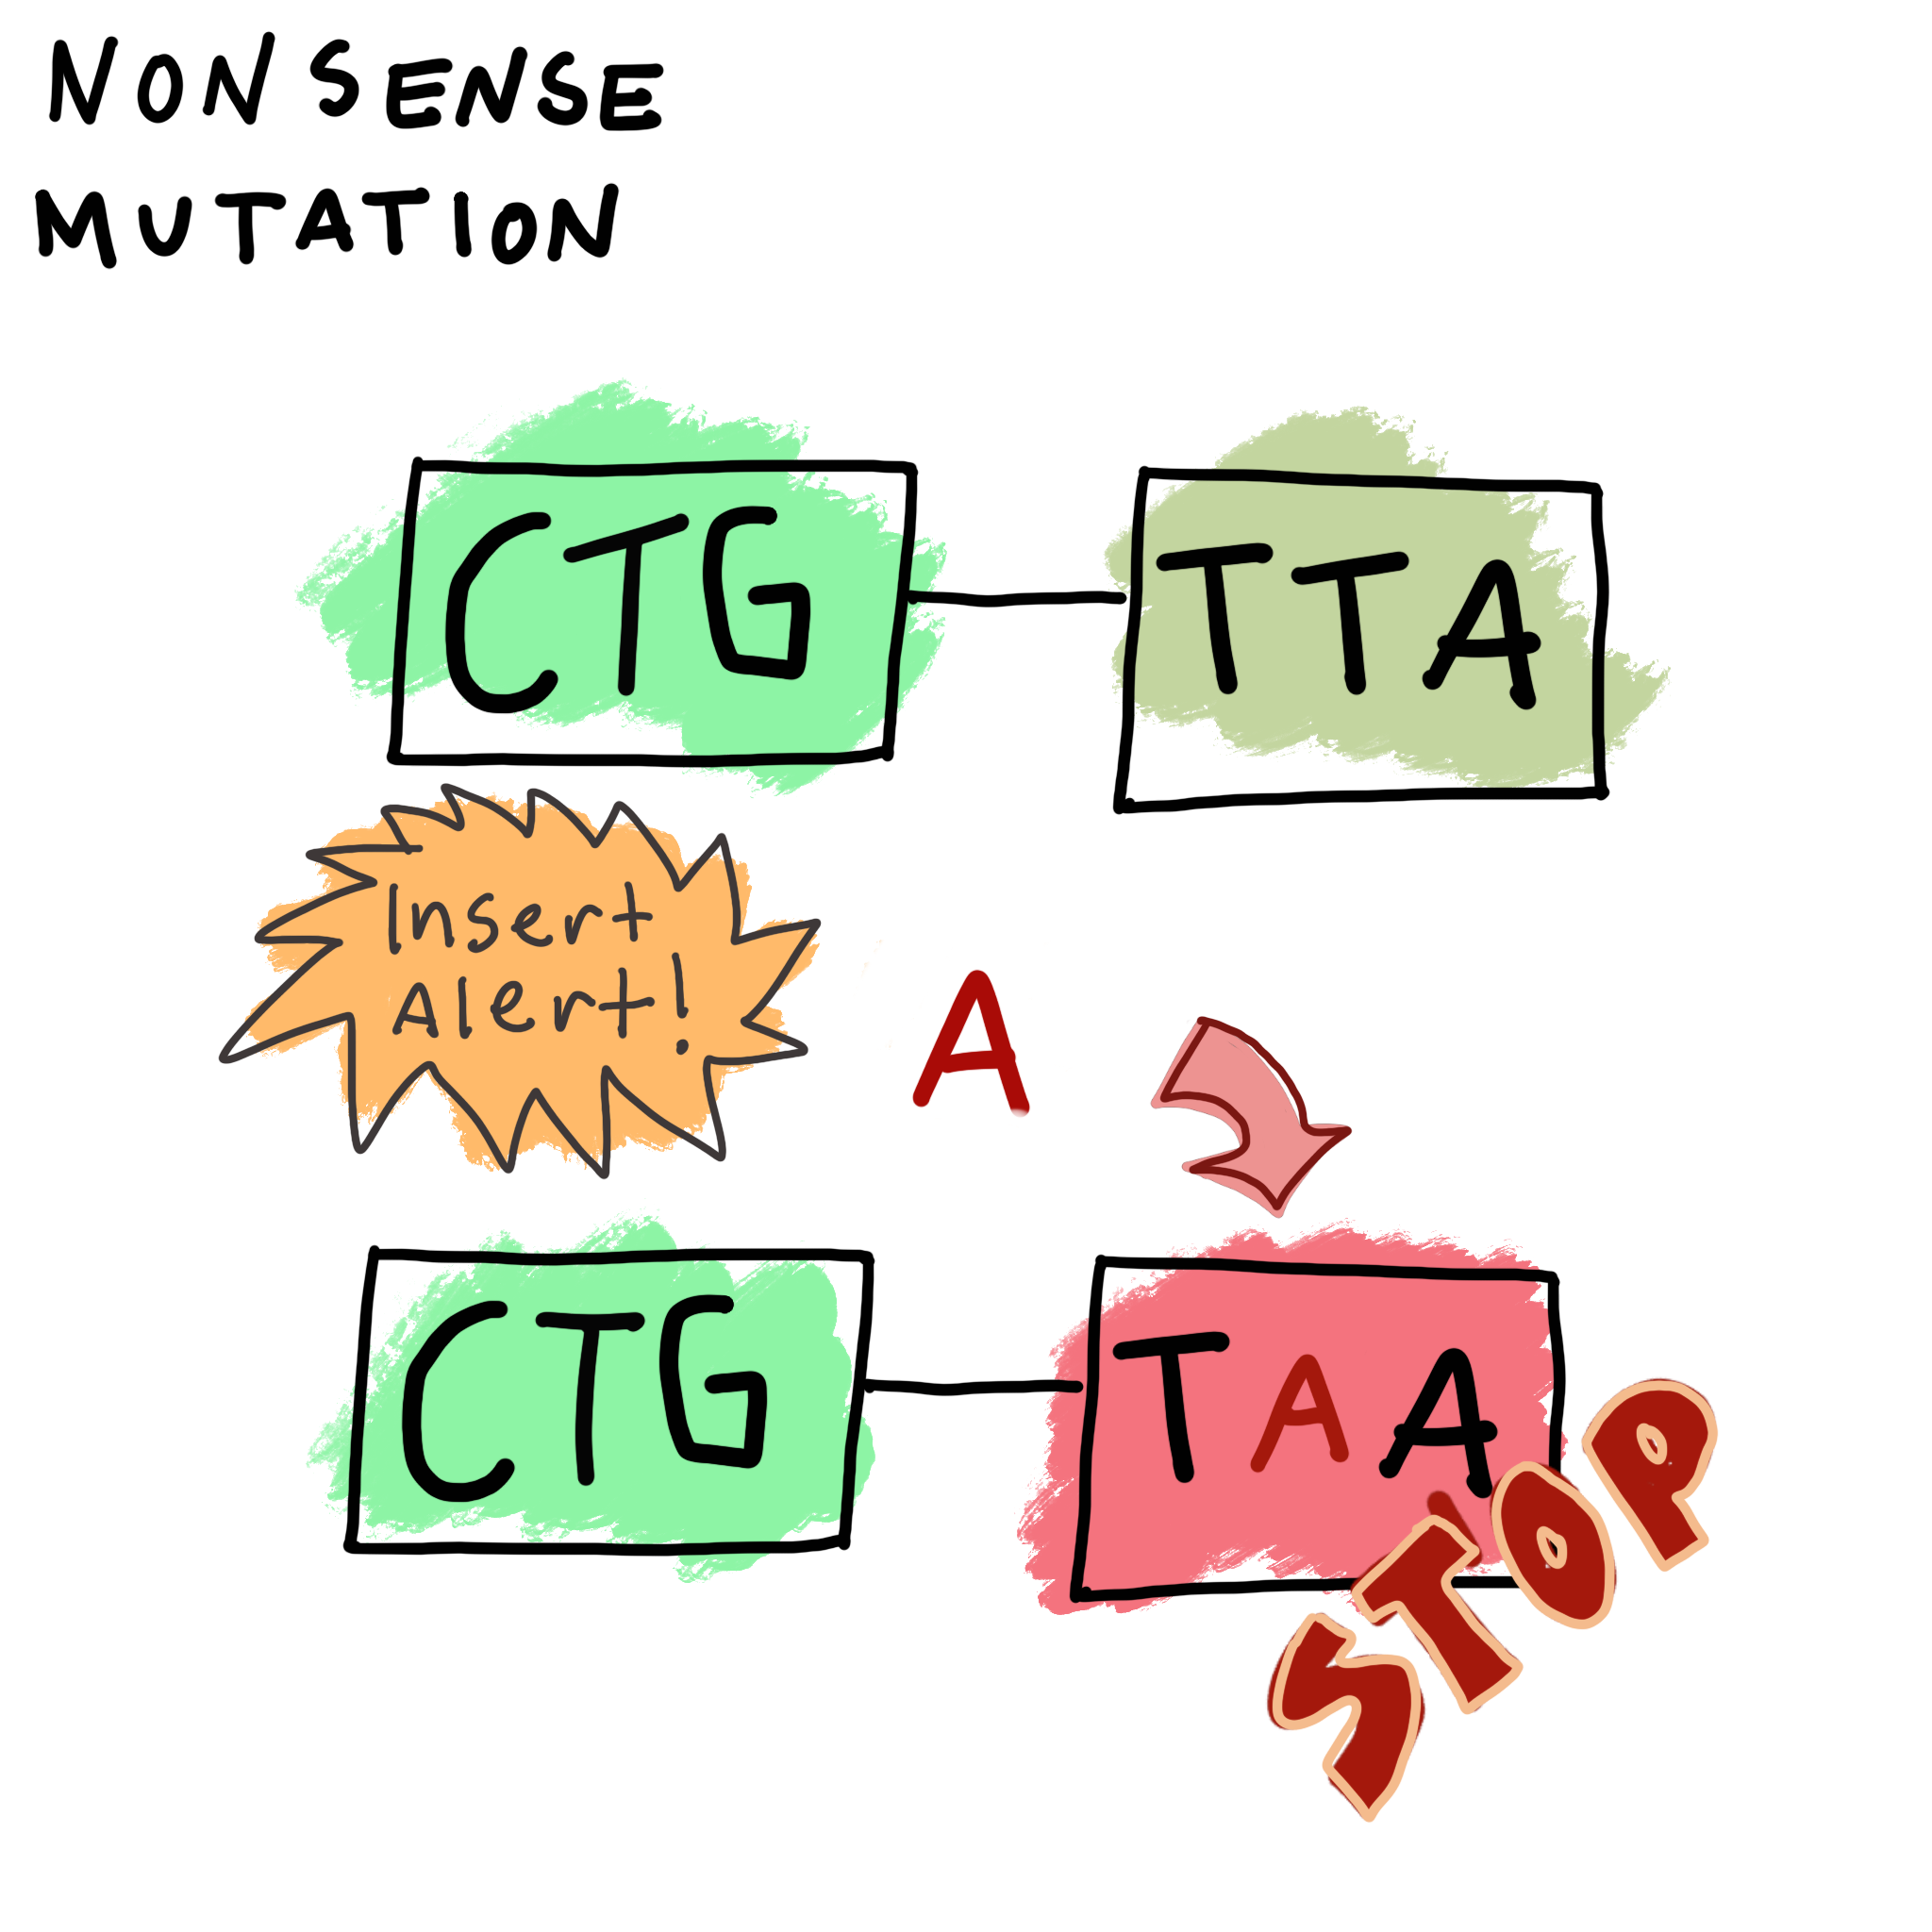 NONSENSE
MUTATION
CTG TTA
Insert
Alert!
A
CTG TAA
STOP